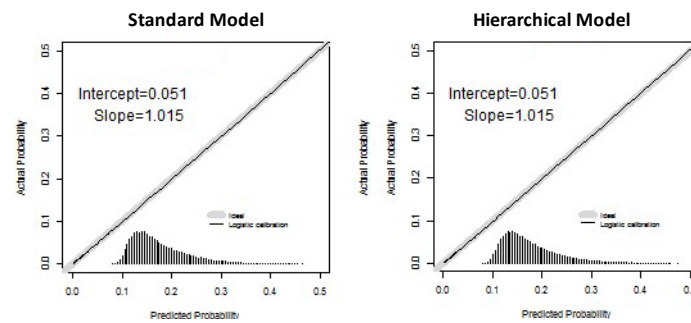 Standard Model
Hierarchical Model
0.5
0.4
0.3
0.2
0.1
0.0
Actual Probability
Intercept=0.051
Slope=1.015
Ideal
Logistic calibration
0.0 0.1 0.2 0.3 0.4 0.5
Predicted Probability
0.5
0.4
0.3
0.2
0.1
0.0
Actual Probability
Intercept=0.051
Slope=1.015
Ideal
Logistic calibration
0.0 0.1 0.2 0.3 0.4
Predicted Probability